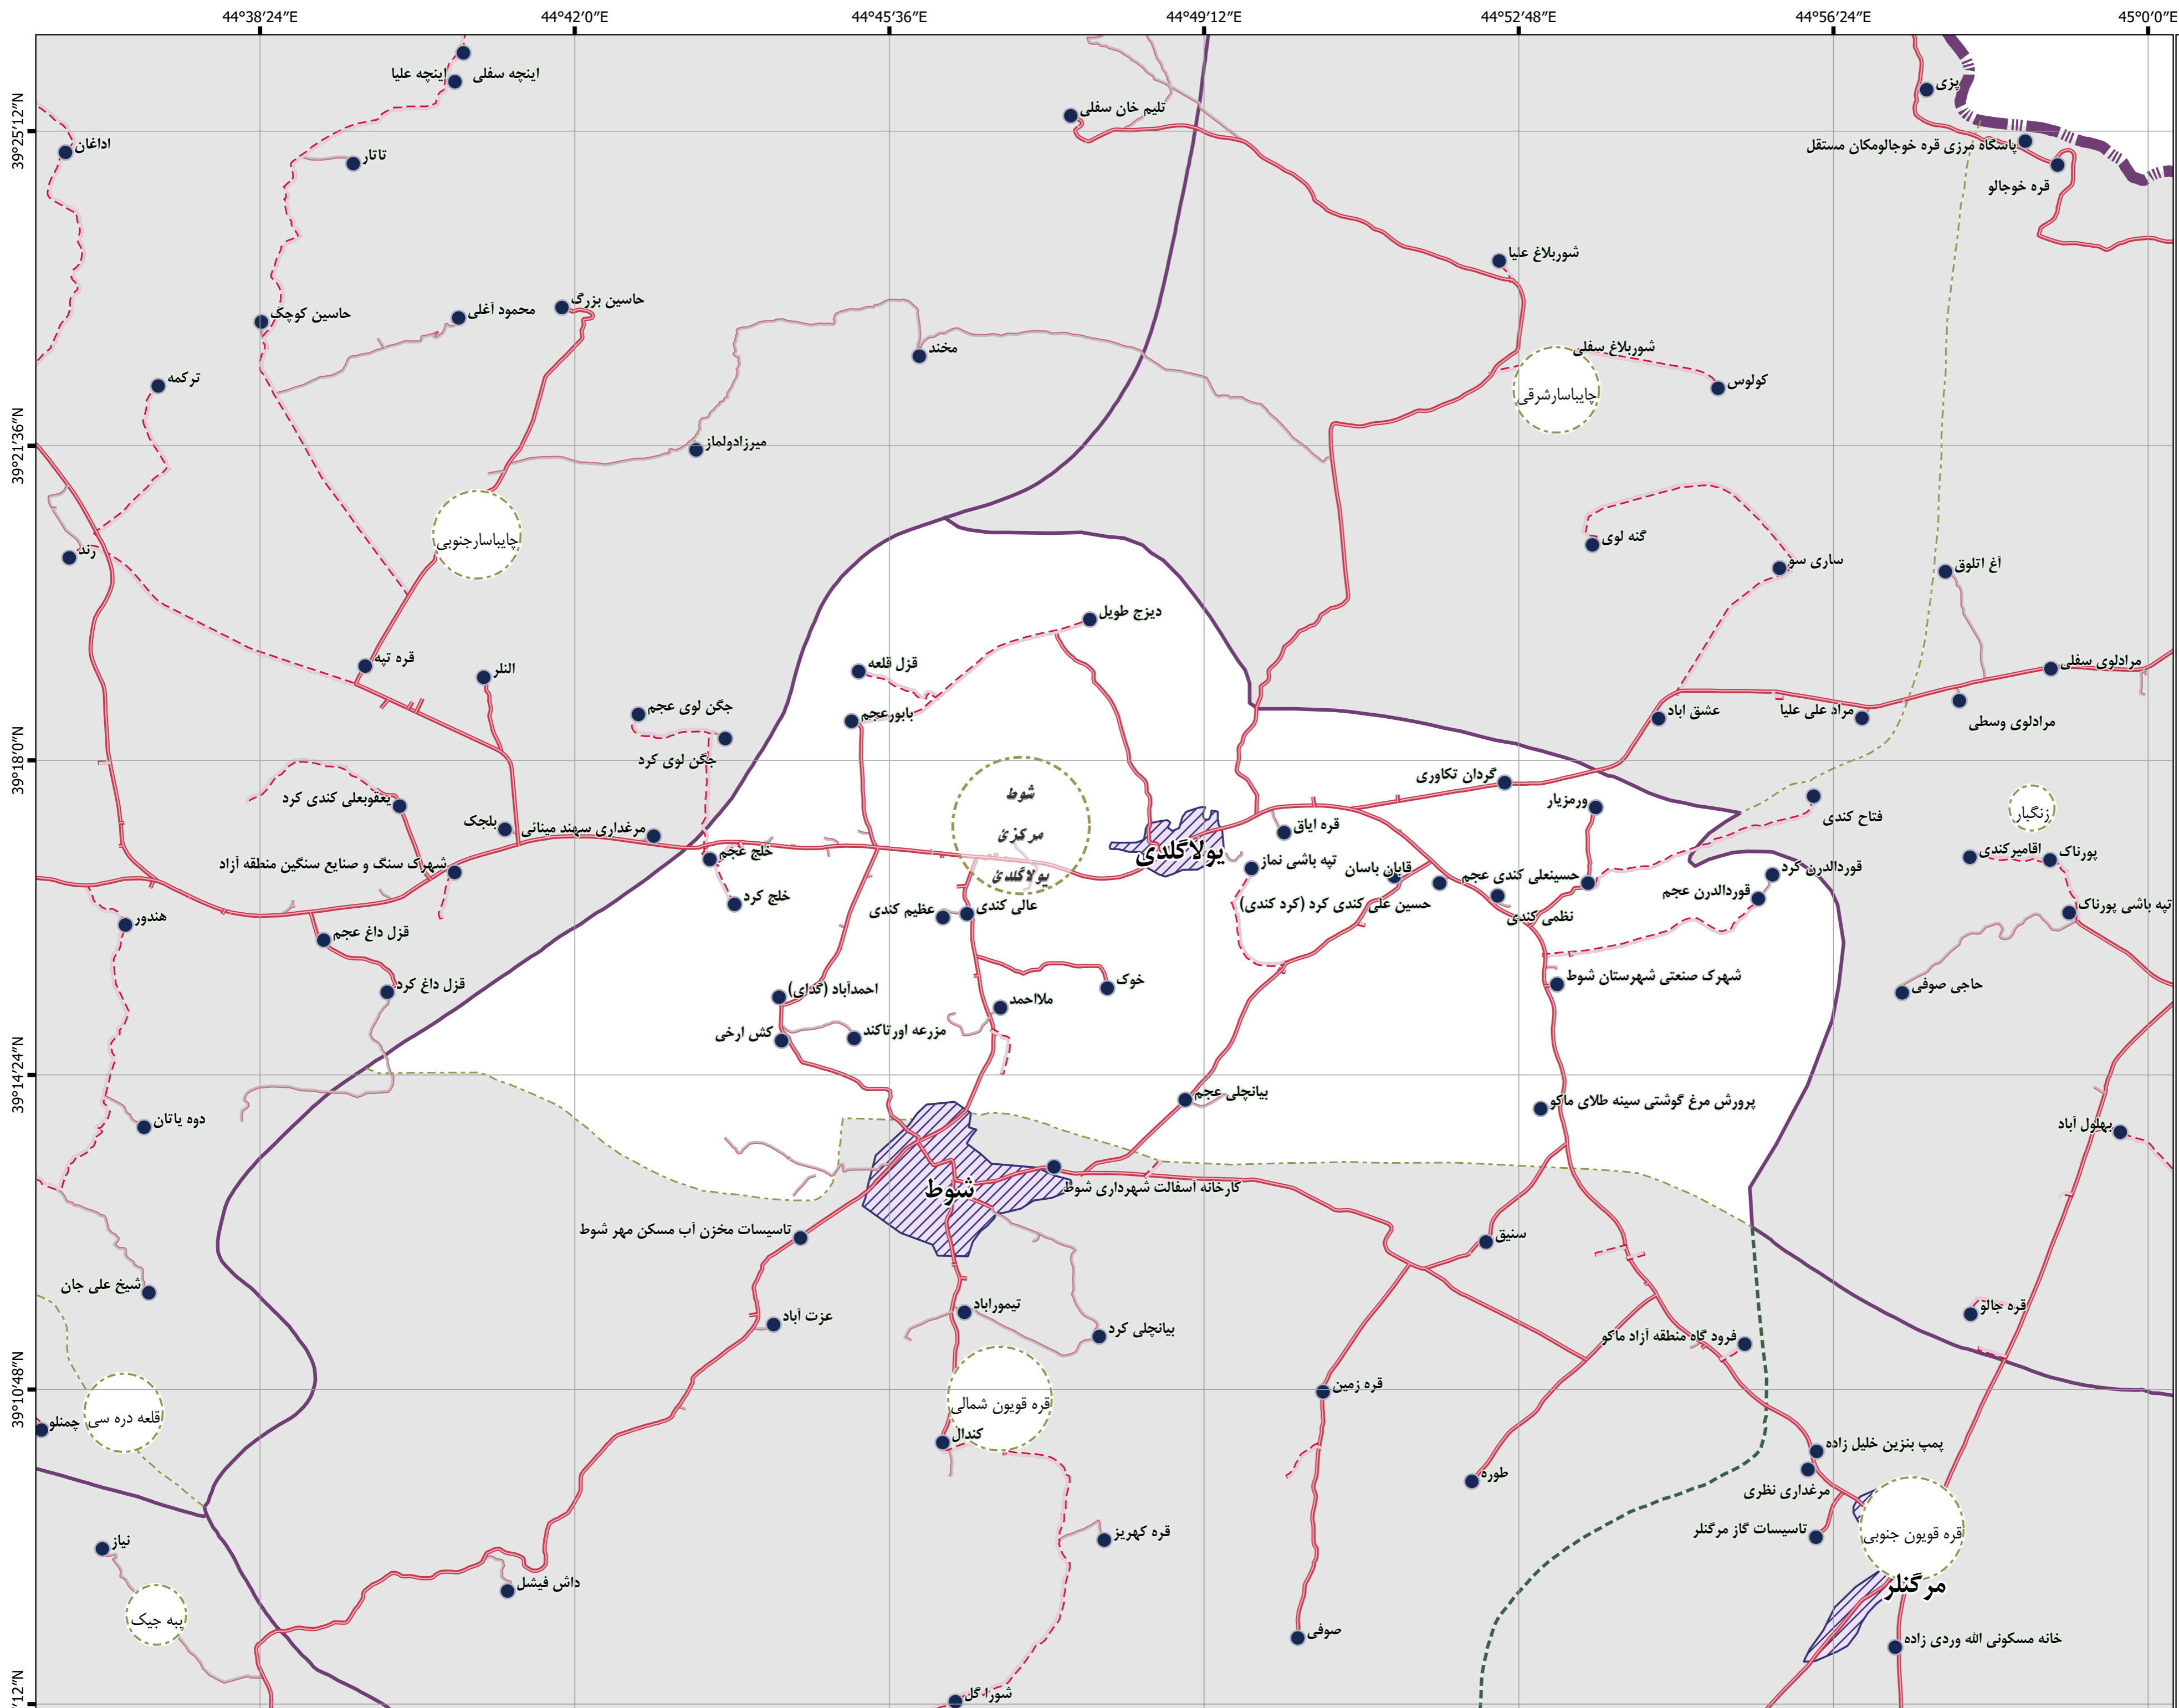 44°38′24″E
44°42′0″E
44°45′36″E
44°49′12″E
44°52′48″E
44°56′24″E
45°0′0″E
39°25′12″N
39°21′36″N
39°18′0″N
39°14′24″N
39°10′48″N
′12″N
اینچه سفلی
اینچه علیا
تلیم خان سفلی
پزی
پاسگاه مرزی قره خوجالومکان مستقل
قره خوجالو
اداغان
تاتار
شوربلاغ علیا
حاسین بزرگ
محمود آغلی
حاسین کوچک
مخند
شوربلاغ سفلی
کولوس
چایباسارشرقی
ترکمه
میرزادولماز
چایباسارجنوبی
گنه لوی
ساری سو
آغ اتلوق
رند
دیزج طویل
قره تپه
النلر
قزل قلعه
مرادلوی سفلی
جگن لوی عجم
بابورعجم
عشق اباد
مراد علی علیا
مرادلوی وسطی
جگن لوی کرد
گردان تکاوری
شوط
مرکزئ
یولاگلدئ
یعقوبعلی کندی کرد
ورمزیار
فتاح کندی
زنگبار
بلجک
مرغداری سهند مینائی
قره ایاق
یولاگلدی
خلج عجم
شهرک سنگ و صنایع سنگین منطقه آزاد
تپه باشی نماز
قابان باسان
حسینعلی کندی عجم
قوردالدرن کرد
اقامیرکندی
پورناک
قوردالدرن عجم
خلج کرد
عظیم کندی
عالی کندی
حسین علی کندی کرد (کرد کندی)
نظمی کندی
تپه باشی پورناک
هندور
قزل داغ عجم
قزل داغ کرد
احمدآباد (گدای)
خوک
شهرک صنعتی شهرستان شوط
حاجی صوفی
ملااحمد
کش ارخی
مزرعه اورتاکند
بیانچلی عجم
پرورش مرغ گوشتی سینه طلای ماکو
دوه یاتان
بهلول آباد
شوط
کارخانه اسفالت شهرداری شوط
تاسیسات مخزن آب مسکن مهر شوط
سنیق
شیخ علی جان
عزت آباد
تیموراباد
بیانچلی کرد
قره جالو
فرود گاه منطقه آزاد ماکو
قره زمین
قلعه دره سی
قره قویون شمالی
چمنلو
کندال
پمپ بنزین خلیل زاده
طوره
مرغداری نظری
تاسیسات گاز مرگنلر
قره قویون جنوبی
نیاز
قره کهریز
داش فیشل
مرگنلر
ببه جیک
صوفی
خانه مسکونی الله وردی زاده
شورا گل